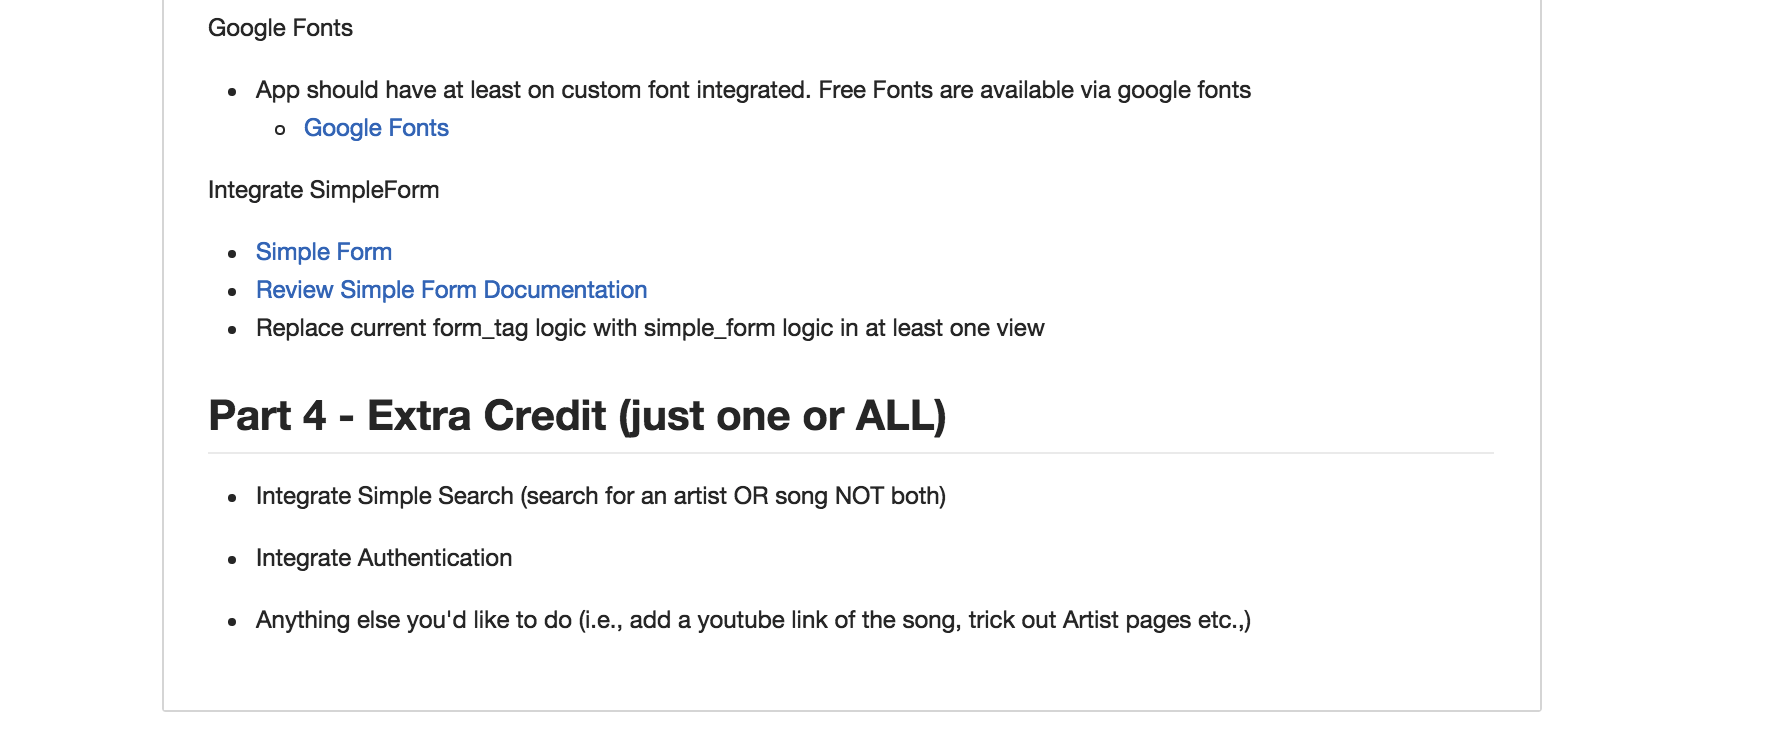 Google Fonts
App should have at least on custom font integrated. Free Fonts are available via google fonts
Google Fonts
Integrate SimpleForm
Simple Form
Review Simple Form Documentation
Replace current form_tag logic with simple_form logic in at least one view
Part 4 - Extra Credit (just one or ALL)
Integrate Simple Search (search for an artist OR song NOT both)
Integrate Authentication
Anything else you'd like to do (i.e., add a youtube link of the song, trick out Artist pages etc.,)